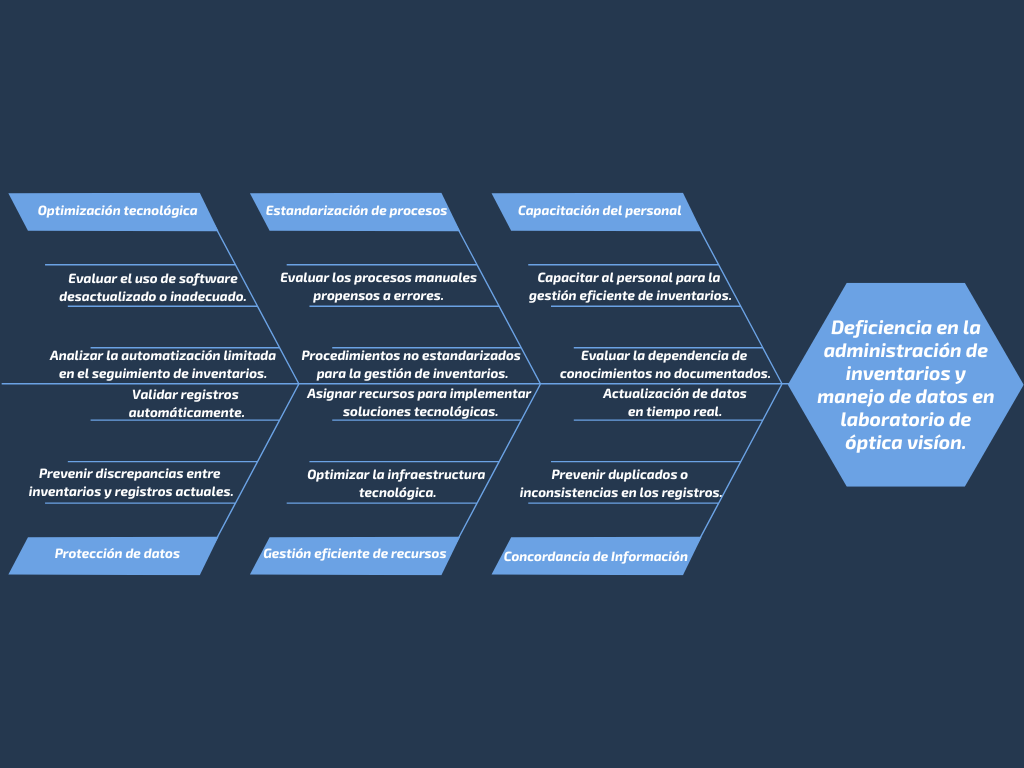 Optimización tecnológica
Estandarización de procesos
Capacitación del personal
Evaluar el uso de software
desactualizado o inadecuado.
Evaluar los procesos manuales
propensos a errores.
Capacitar al personal para la
gestión eficiente de inventarios.
Analizar la automatización limitada
en el seguimiento de inventarios.
Procedimientos no estandarizados
para la gestión de inventarios.
Evaluar la dependencia de
conocimientos no documentados.
Deficiencia en la
administración de
inventarios y
manejo de datos en
laboratorio de
óptica visíon.
Validar registros
automáticamente.
Asignar recursos para implementar
soluciones tecnológicas.
Actualización de datos
en tiempo real.
Prevenir discrepancias entre
inventarios y registros actuales.
Optimizar la infraestructura
tecnológica.
Prevenir duplicados o
inconsistencias en los registros.
Protección de datos
Gestión eficiente de recursos
Concordancia de Información